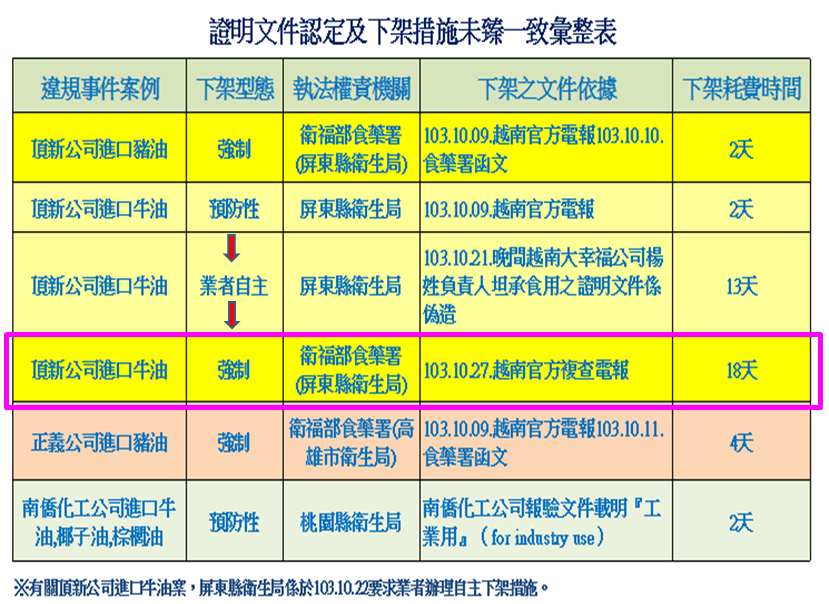 證明文件認定及下架措施未臻一致彙整表
違規事件案例 下架型態 執法權責機關 下架之文件依據 下架耗費時間
頂新公司進口豬油 強制 衛福部食藥署 103.10.09.越南官方電報103.10.10. 2天
(屏東縣衛生局) 食藥署函文
頂新公司進口牛油 預防性 屏東縣衛生局 103.10.09.越南官方電報 2天
頂新公司進口牛油 業者自主 屏東縣衛生局 103.10.21.晚間越南大幸福公司楊 13天
姓負責人坦承食用之證明文件係
偽造
頂新公司進口牛油 強制 衛福部食藥署 103.10.27.越南官方複查電報 18天
(屏東縣衛生局)
正義公司進口豬油 強制 衛福部食藥署(高 103.10.09.越南官方電報103.10.11. 4天
雄市衛生局) 食藥署函文
南僑化工公司進口牛 預防性 桃園縣衛生局 南僑化工公司報驗文件載明『工 2天
油,椰子油,棕櫚油 業用』（for industry use）
※有關頂新公司進口牛油案，屏東縣衛生局係於103.10.22要求業者辦理自主下架措施。